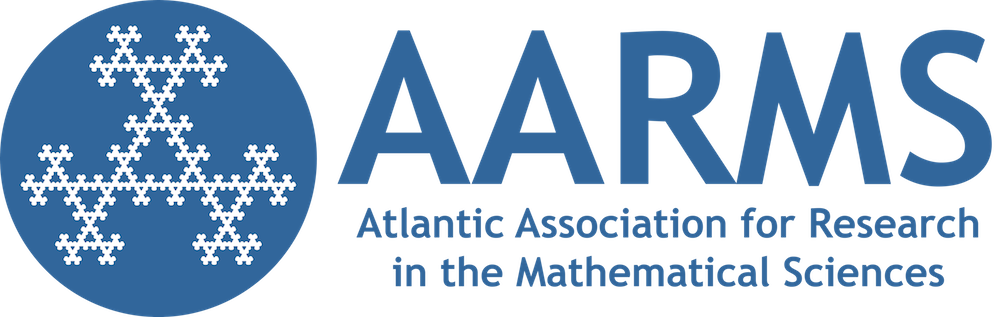 AARMS
Atlantic Association for Research
in the Mathematical Sciences